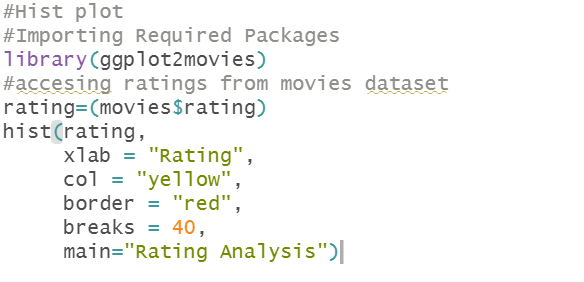 #Hist plot
#Importing Required Packages
library(ggplot2movies)
#accesing ratings from movies dataset
rating=(movies$rating)
hist(rating,
     xlab = "Rating",
     col = "yellow",
     border = "red",
     breaks = 40,
     main="Rating Analysis")